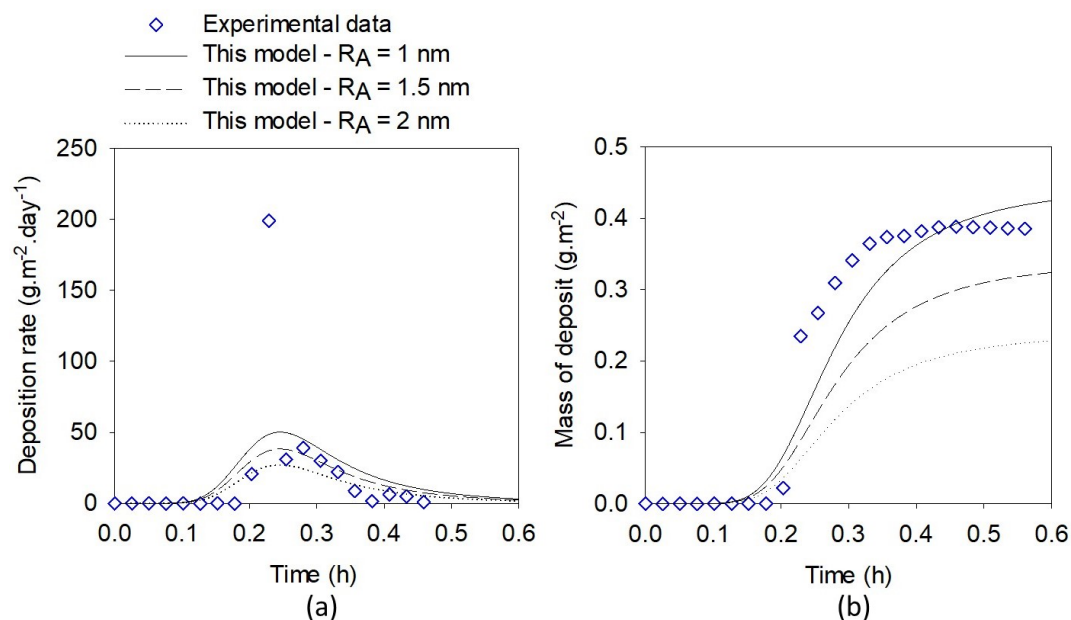 Experimental data
This model - RA = 1 nm
This model - RA = 1.5 nm
This model - RA = 2 nm
Deposition rate (g.m-2.day-1)
250
200
150
100
50
0
0.0 0.1 0.2 0.3 0.4 0.5 0.6
Time (h)
(a)
Mass of deposit (g.m-2)
0.5
0.4
0.3
0.2
0.1
0.0
0.0 0.1 0.2 0.3 0.4 0.5 0.6
Time (h)
(b)